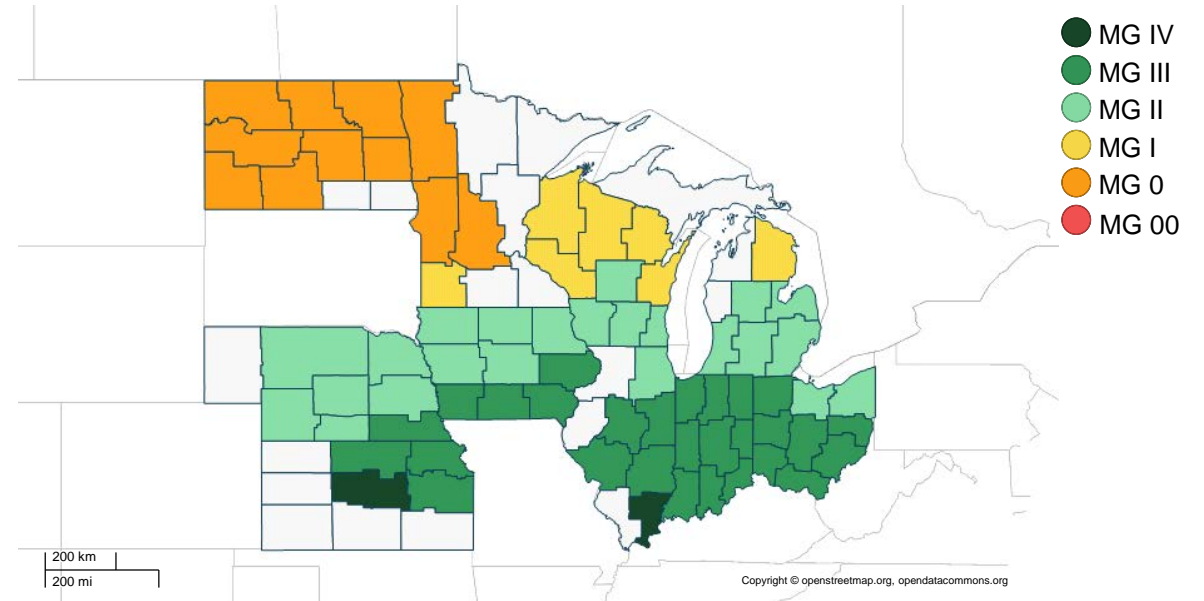 MG IV
MG III
MG II
MG I
MG 0
MG 00
200 km
200 mi
Copyright © openstreetmap.org, opendatacommons.org